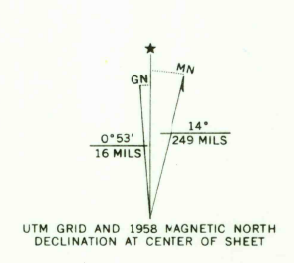 ★
GN
MN
0°53'
16 MILS
14°
249 MILS
UTM GRID AND 1958 MAGNETIC NORTH
DECLINATION AT CENTER OF SHEET